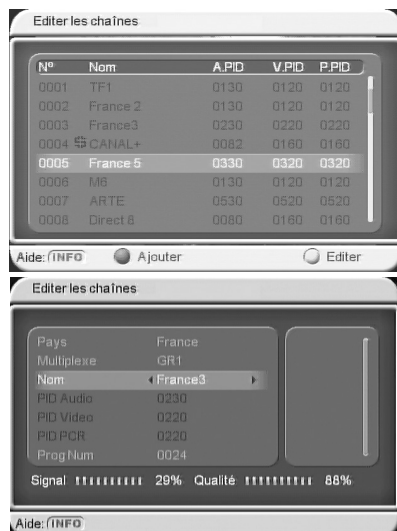 Editer les chaînes
Nº Nom A.PID V.PID P.PID
0001 TF1 0130 0120 0120
0002 France 2 0130 0120 0120
0003 France3 0230 0220 0220
0004 $ CANAL+ 0082 0160 0160
0005 France 5 0330 0320 0320
0006 M6 0130 0120 0120
0007 ARTE 0530 0520 0520
0008 Direct 8 0080 0160 0160
Aide: INFO Ajouter Editer
Editer les chaînes
Pays France
Multiplexe GR1
Nom France3
PID Audio 0230
PID Video 0220
PID PCR 0220
Prog Num 0024
Signal 29% Qualité 88%
Aide: INFO